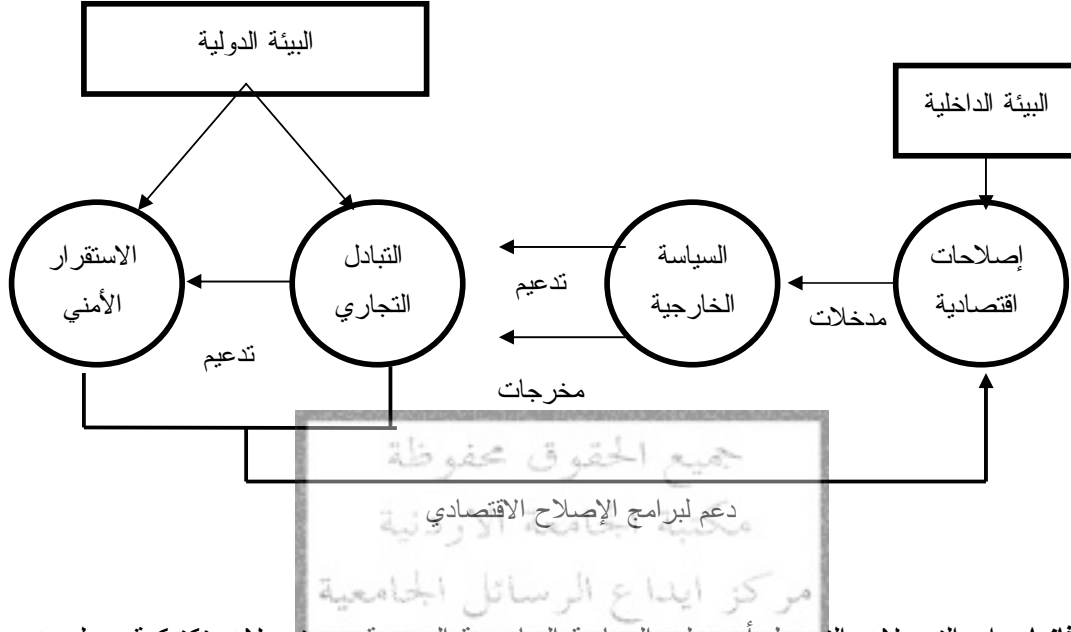 البيئة الدولية
البيئة الداخلية
إصلاحات
اقتصادية
مدخلات
السياسة
الخارجية
تدعيم
التبادل
التجاري
تدعيم
الاستقرار
الأمني
مخرجات
جميع الحقوق محفوظة
دعم لبرامج الإصلاح الاقتصادي
مكتبة الجامعة الاردنية
مركز ايداع الرسائل الجامعية